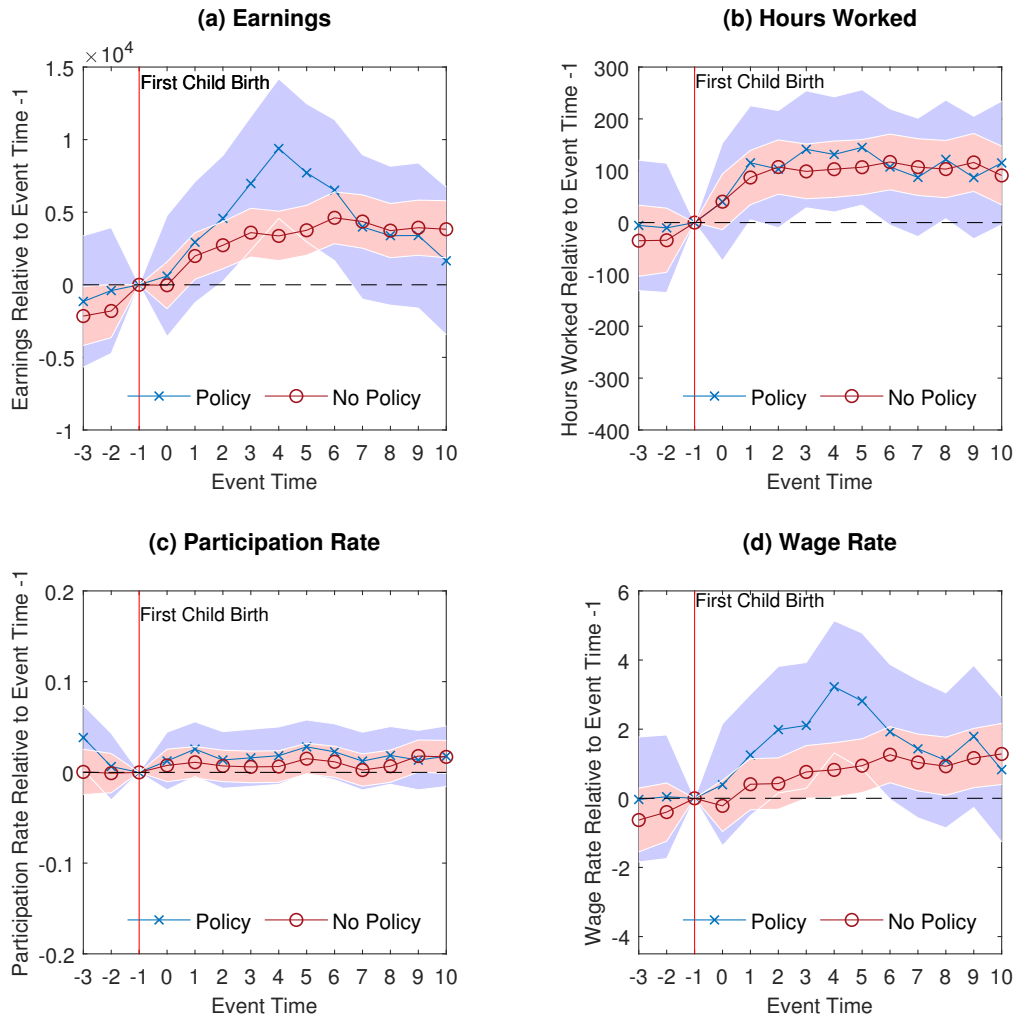 (a) Earnings
×10^4
1.5
1
0.5
0
-0.5
-1
Earnings Relative to Event Time -1
First Child Birth
Policy No Policy
-3 -2 -1 0 1 2 3 4 5 6 7 8 9 10
Event Time
(b) Hours Worked
300
200
100
0
-100
-200
-300
-400
Hours Worked Relative to Event Time -1
First Child Birth
Policy No Policy
-3 -2 -1 0 1 2 3 4 5 6 7 8 9 10
Event Time
(c) Participation Rate
0.2
0.1
0
-0.1
-0.2
Participation Rate Relative to Event Time -1
First Child Birth
Policy No Policy
-3 -2 -1 0 1 2 3 4 5 6 7 8 9 10
Event Time
(d) Wage Rate
6
4
2
0
-2
-4
Wage Rate Relative to Event Time -1
First Child Birth
Policy No Policy
-3 -2 -1 0 1 2 3 4 5 6 7 8 9 10
Event Time